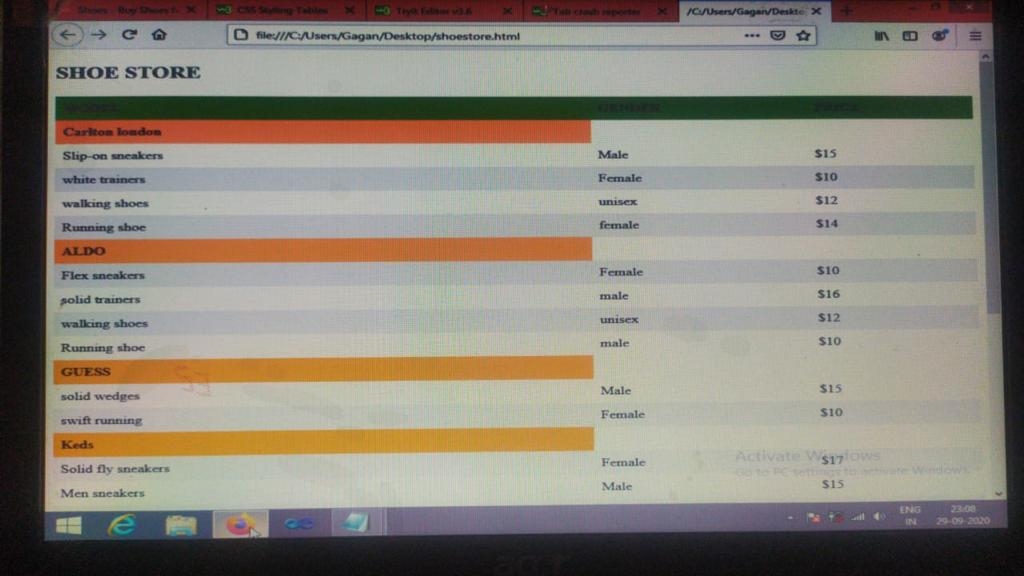 Shoes - Buy Shoes f CSS Styling Tables Tryit Editor v3.6 Tab crash reporter /C:/Users/Gagan/Deskto
file:///C:/Users/Gagan/Desktop/shoestore.html
SHOE STORE
MODEL GENDER PRICE
Carlton london
Slip-on sneakers Male $15
white trainers Female $10
walking shoes unisex $12
Running shoe female $14
ALDO
Flex sneakers Female $10
solid trainers male $16
walking shoes unisex $12
Running shoe male $10
GUESS
solid wedges Male $15
swift running Female $10
Keds
Solid fly sneakers Female $17
Men sneakers Male $15
Activate Windows
Go to PC settings to activate Windows.
ENG 23:08
IN 29-09-2020
acer